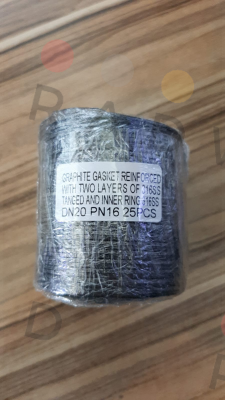 GRAPHITE GASKET REINFORCED
WITH TWO LAYERS OF 316SS
TANGED AND INNER RING 316SS
DN20 PN16 25PCS